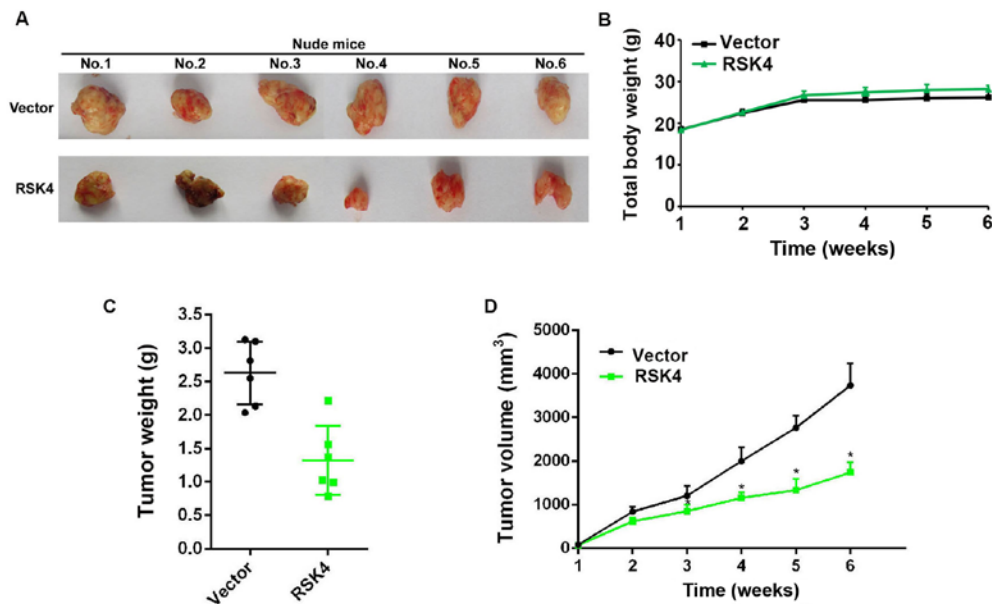 A
Nude mice
No.1 No.2 No.3 No.4 No.5 No.6
Vector
RSK4
B
Total body weight (g)
40
30
20
10
0
Vector
RSK4
1 2 3 4 5 6
Time (weeks)
C
Tumor weight (g)
3.5
3.0
2.5
2.0
1.5
1.0
0.5
0.0
Vector
RSK4
D
Tumor volume (mm³)
5000
4000
3000
2000
1000
0
Vector
RSK4
* * * *
1 2 3 4 5 6
Time (weeks)